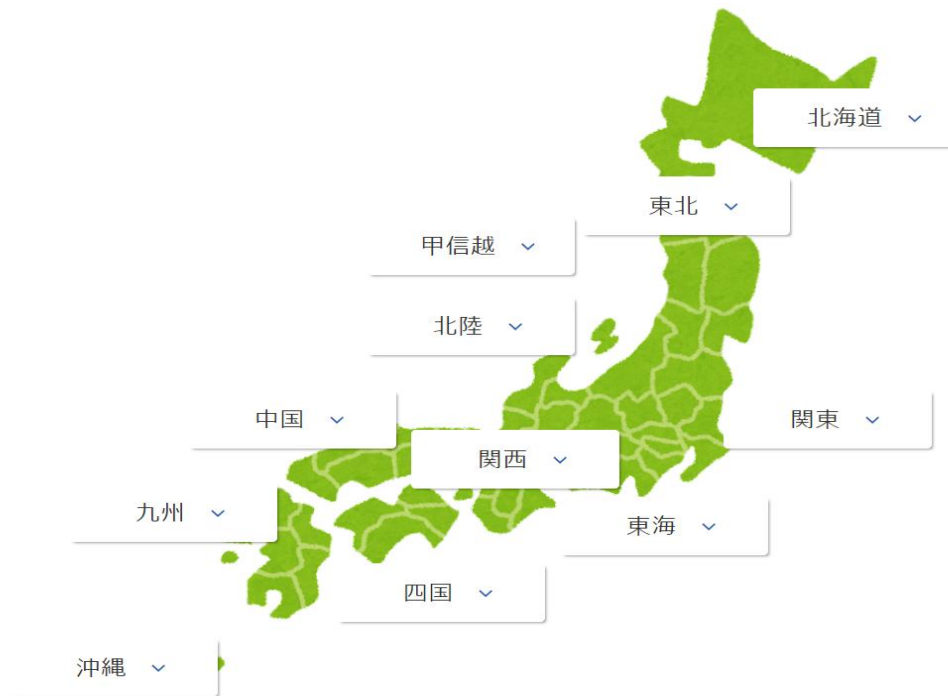 北海道
東北
甲信越
北陸
中国
関東
関西
九州
東海
四国
沖縄